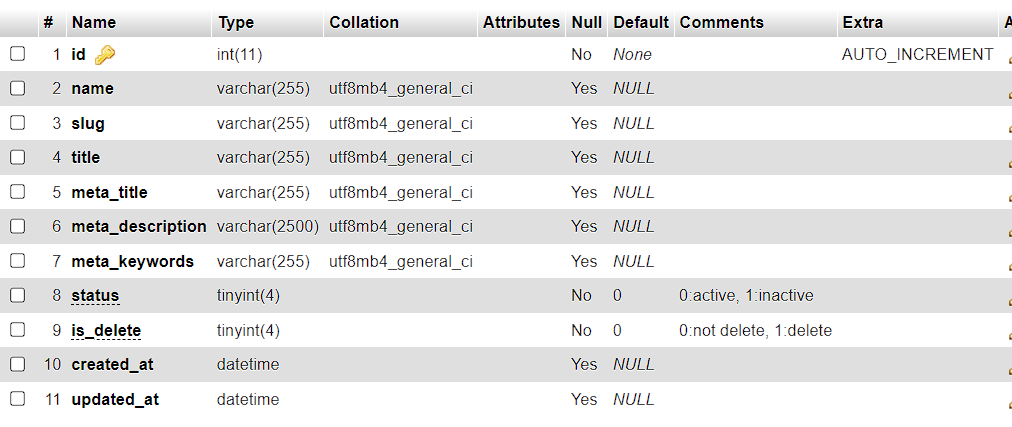 # Name Type Collation Attributes Null Default Comments Extra A
1 id int(11) No None AUTO_INCREMENT
2 name varchar(255) utf8mb4_general_ci Yes NULL
3 slug varchar(255) utf8mb4_general_ci Yes NULL
4 title varchar(255) utf8mb4_general_ci Yes NULL
5 meta_title varchar(255) utf8mb4_general_ci Yes NULL
6 meta_description varchar(2500) utf8mb4_general_ci Yes NULL
7 meta_keywords varchar(255) utf8mb4_general_ci Yes NULL
8 status tinyint(4) No 0 0:active, 1:inactive
9 is_delete tinyint(4) No 0 0:not delete, 1:delete
10 created_at datetime Yes NULL
11 updated_at datetime Yes NULL